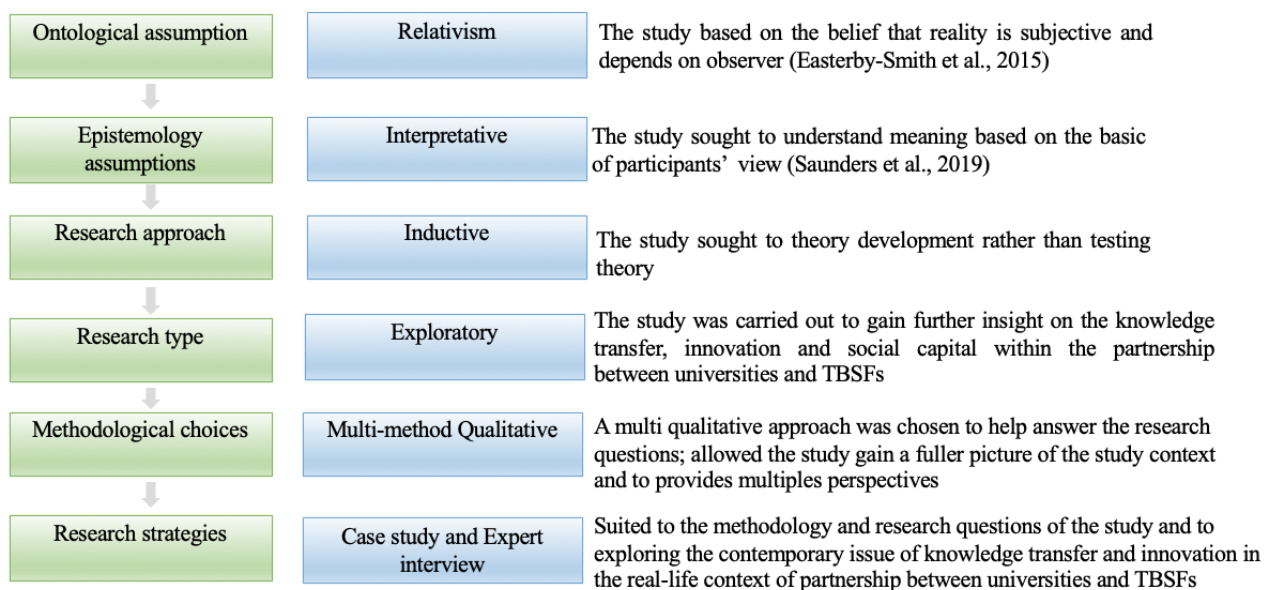 Ontological assumption
Relativism
The study based on the belief that reality is subjective and
depends on observer (Easterby-Smith et al., 2015)
Epistemology
assumptions
Interpretative
The study sought to understand meaning based on the basic
of participants’ view (Saunders et al., 2019)
Research approach
Inductive
The study sought to theory development rather than testing
theory
Research type
Exploratory
The study was carried out to gain further insight on the knowledge
transfer, innovation and social capital within the partnership
between universities and TBSFs
Methodological choices
Multi-method Qualitative
A multi qualitative approach was chosen to help answer the research
questions; allowed the study gain a fuller picture of the study context
and to provides multiples perspectives
Research strategies
Case study and Expert
interview
Suited to the methodology and research questions of the study and to
exploring the contemporary issue of knowledge transfer and innovation in
the real-life context of partnership between universities and TBSFs